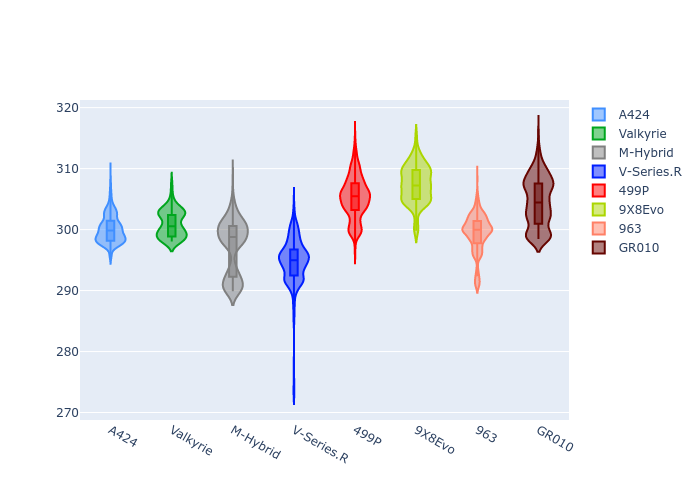 320
310
300
290
280
270
A424
Valkyrie
M-Hybrid
V-Series.R
499P
9X8Evo
963
GR010
A424
Valkyrie
M-Hybrid
V-Series.R
499P
9X8Evo
963
GR010